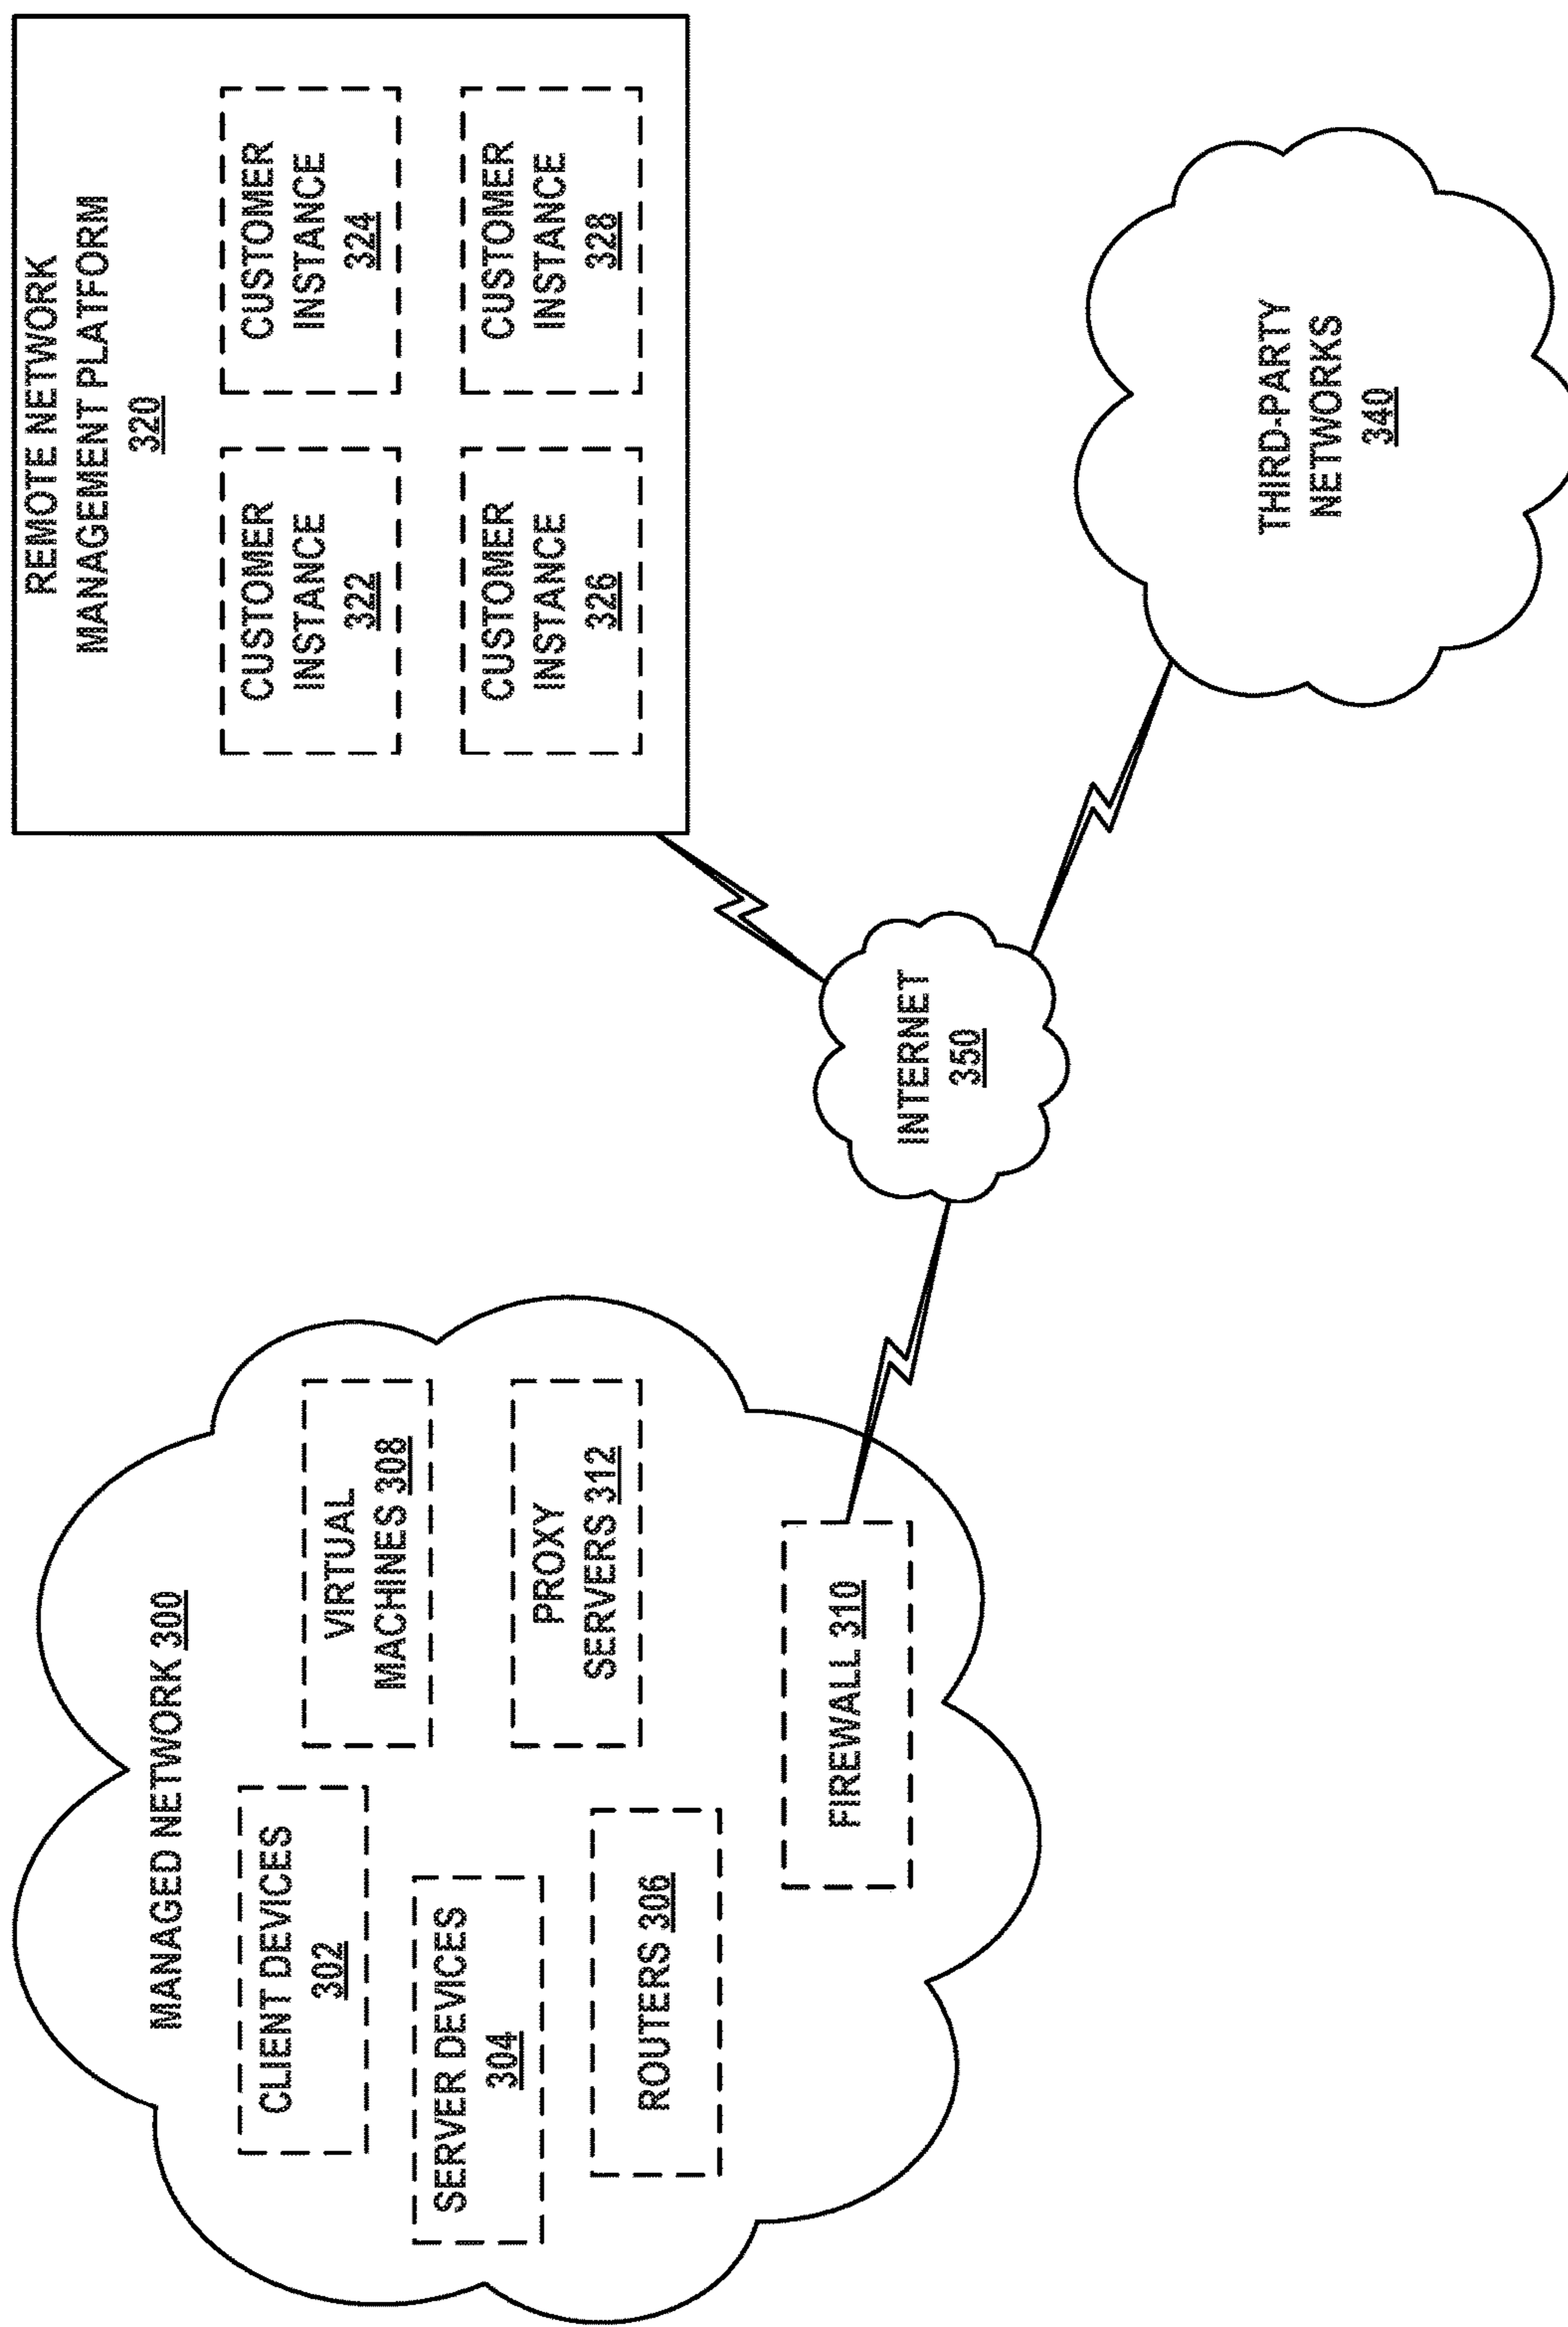 MANAGED NETWORK 300
CLIENT DEVICES
302
SERVER DEVICES
304
ROUTERS 306
VIRTUAL
MACHINES 308
PROXY
SERVERS 312
FIREWALL 310
INTERNET
350
REMOTE NETWORK
MANAGEMENT PLATFORM
320
CUSTOMER
INSTANCE
322
CUSTOMER
INSTANCE
324
CUSTOMER
INSTANCE
326
CUSTOMER
INSTANCE
328
THIRD-PARTY
NETWORKS
340